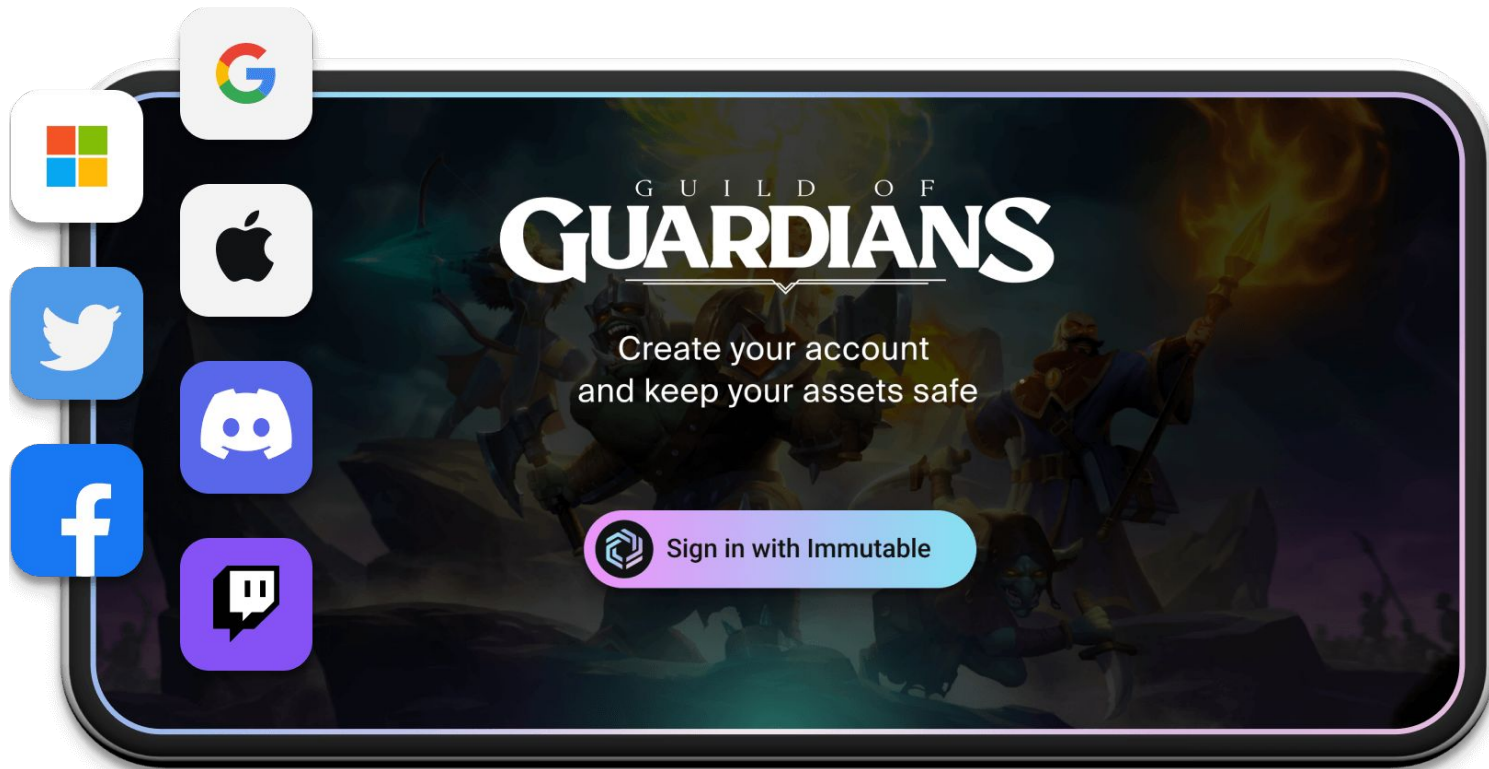 GUILD OF
GUARDIANS
Create your account
and keep your assets safe
Sign in with Immutable